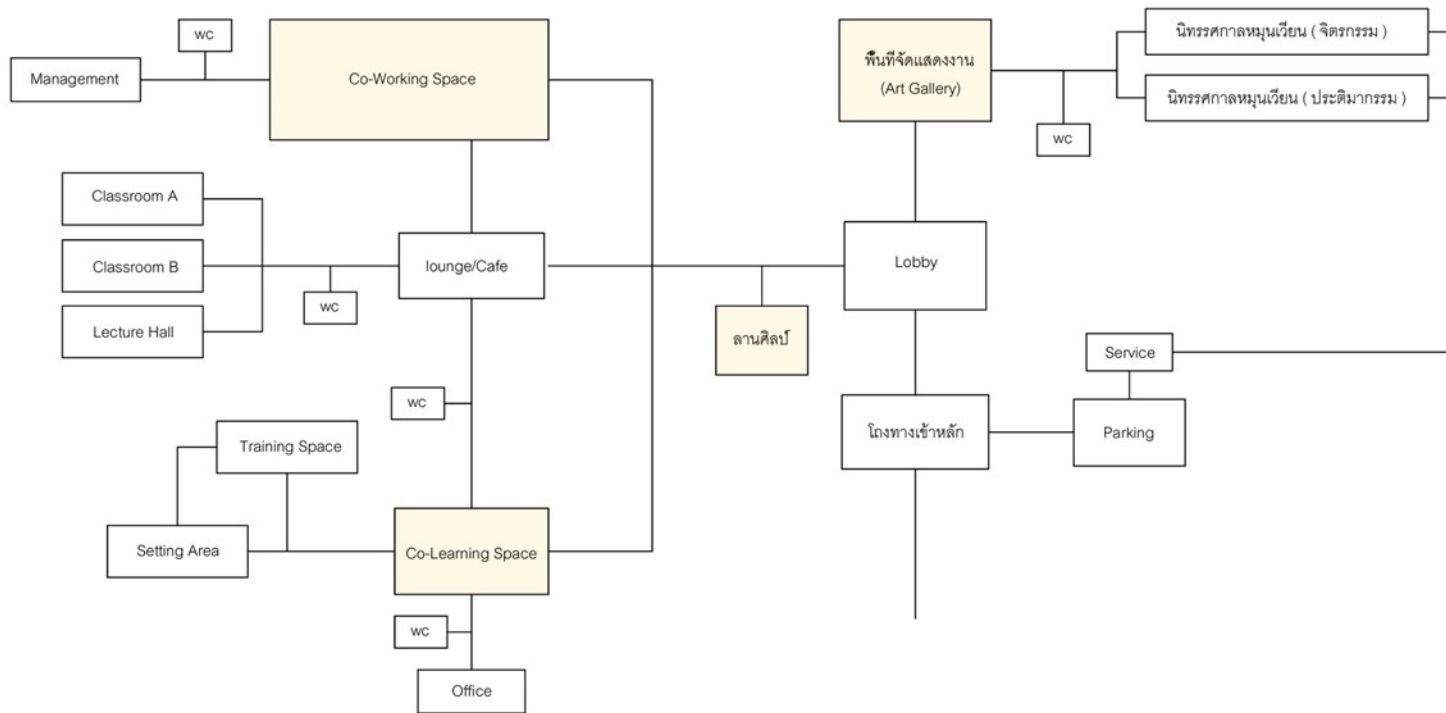 wc
Management
Co-Working Space
พื้นที่จัดแสดงงาน
(Art Gallery)
นิทรรศกาลหมุนเวียน ( จิตรกรรม )
นิทรรศกาลหมุนเวียน ( ประติมากรรม )
wc
Classroom A
Classroom B
Lecture Hall
wc
lounge/Cafe
Lobby
ลานศิลป์
Service
wc
Training Space
โถงทางเข้าหลัก
Parking
Setting Area
Co-Learning Space
wc
Office